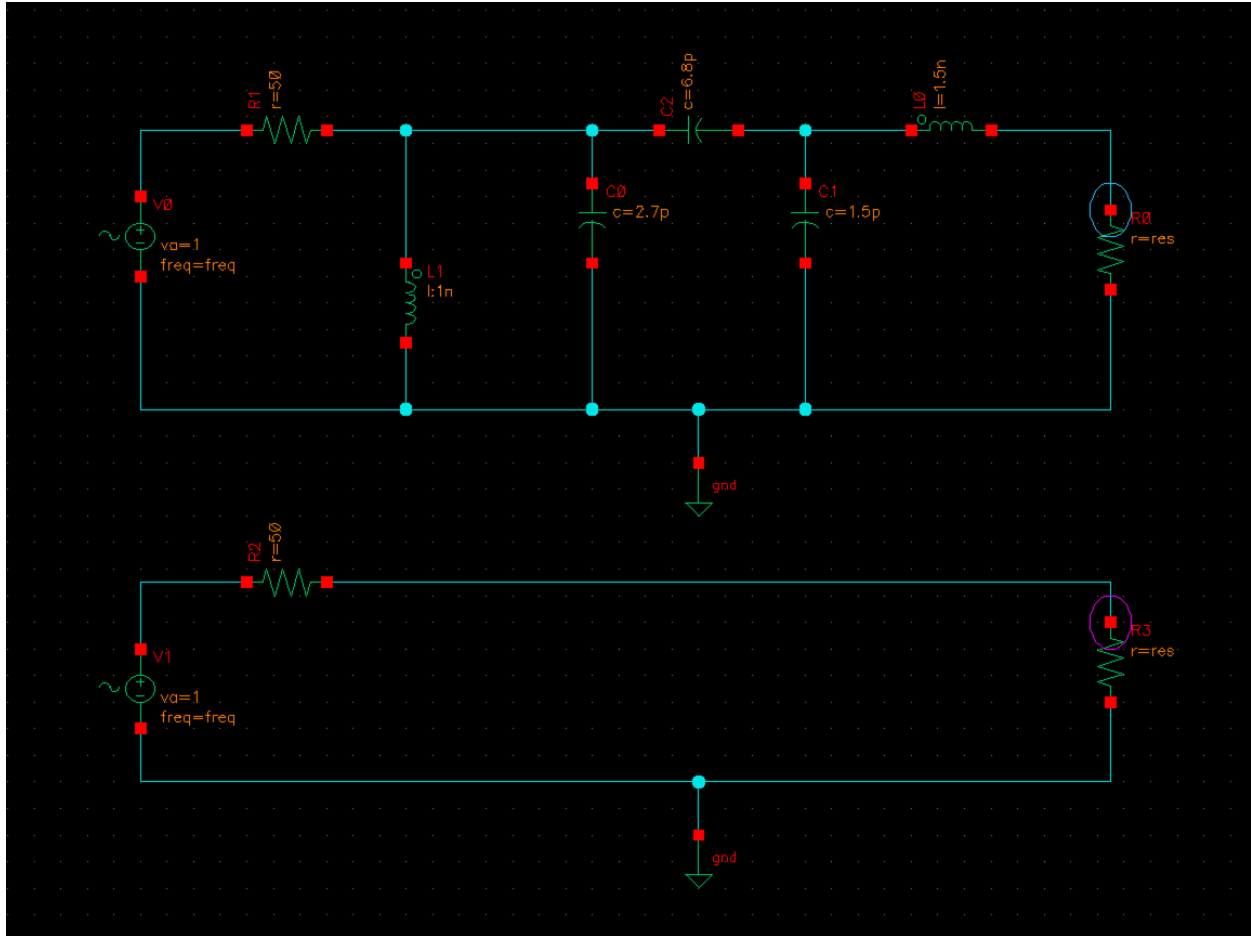 R1
r=50
V0
va=1
freq=freq
L1
l:1n
C0
c=2.7p
C2
c=6.8p
C1
c=1.5p
L0
l=1.5n
R0
r=res
gnd
R2
r=50
V1
va=1
freq=freq
R3
r=res
gnd